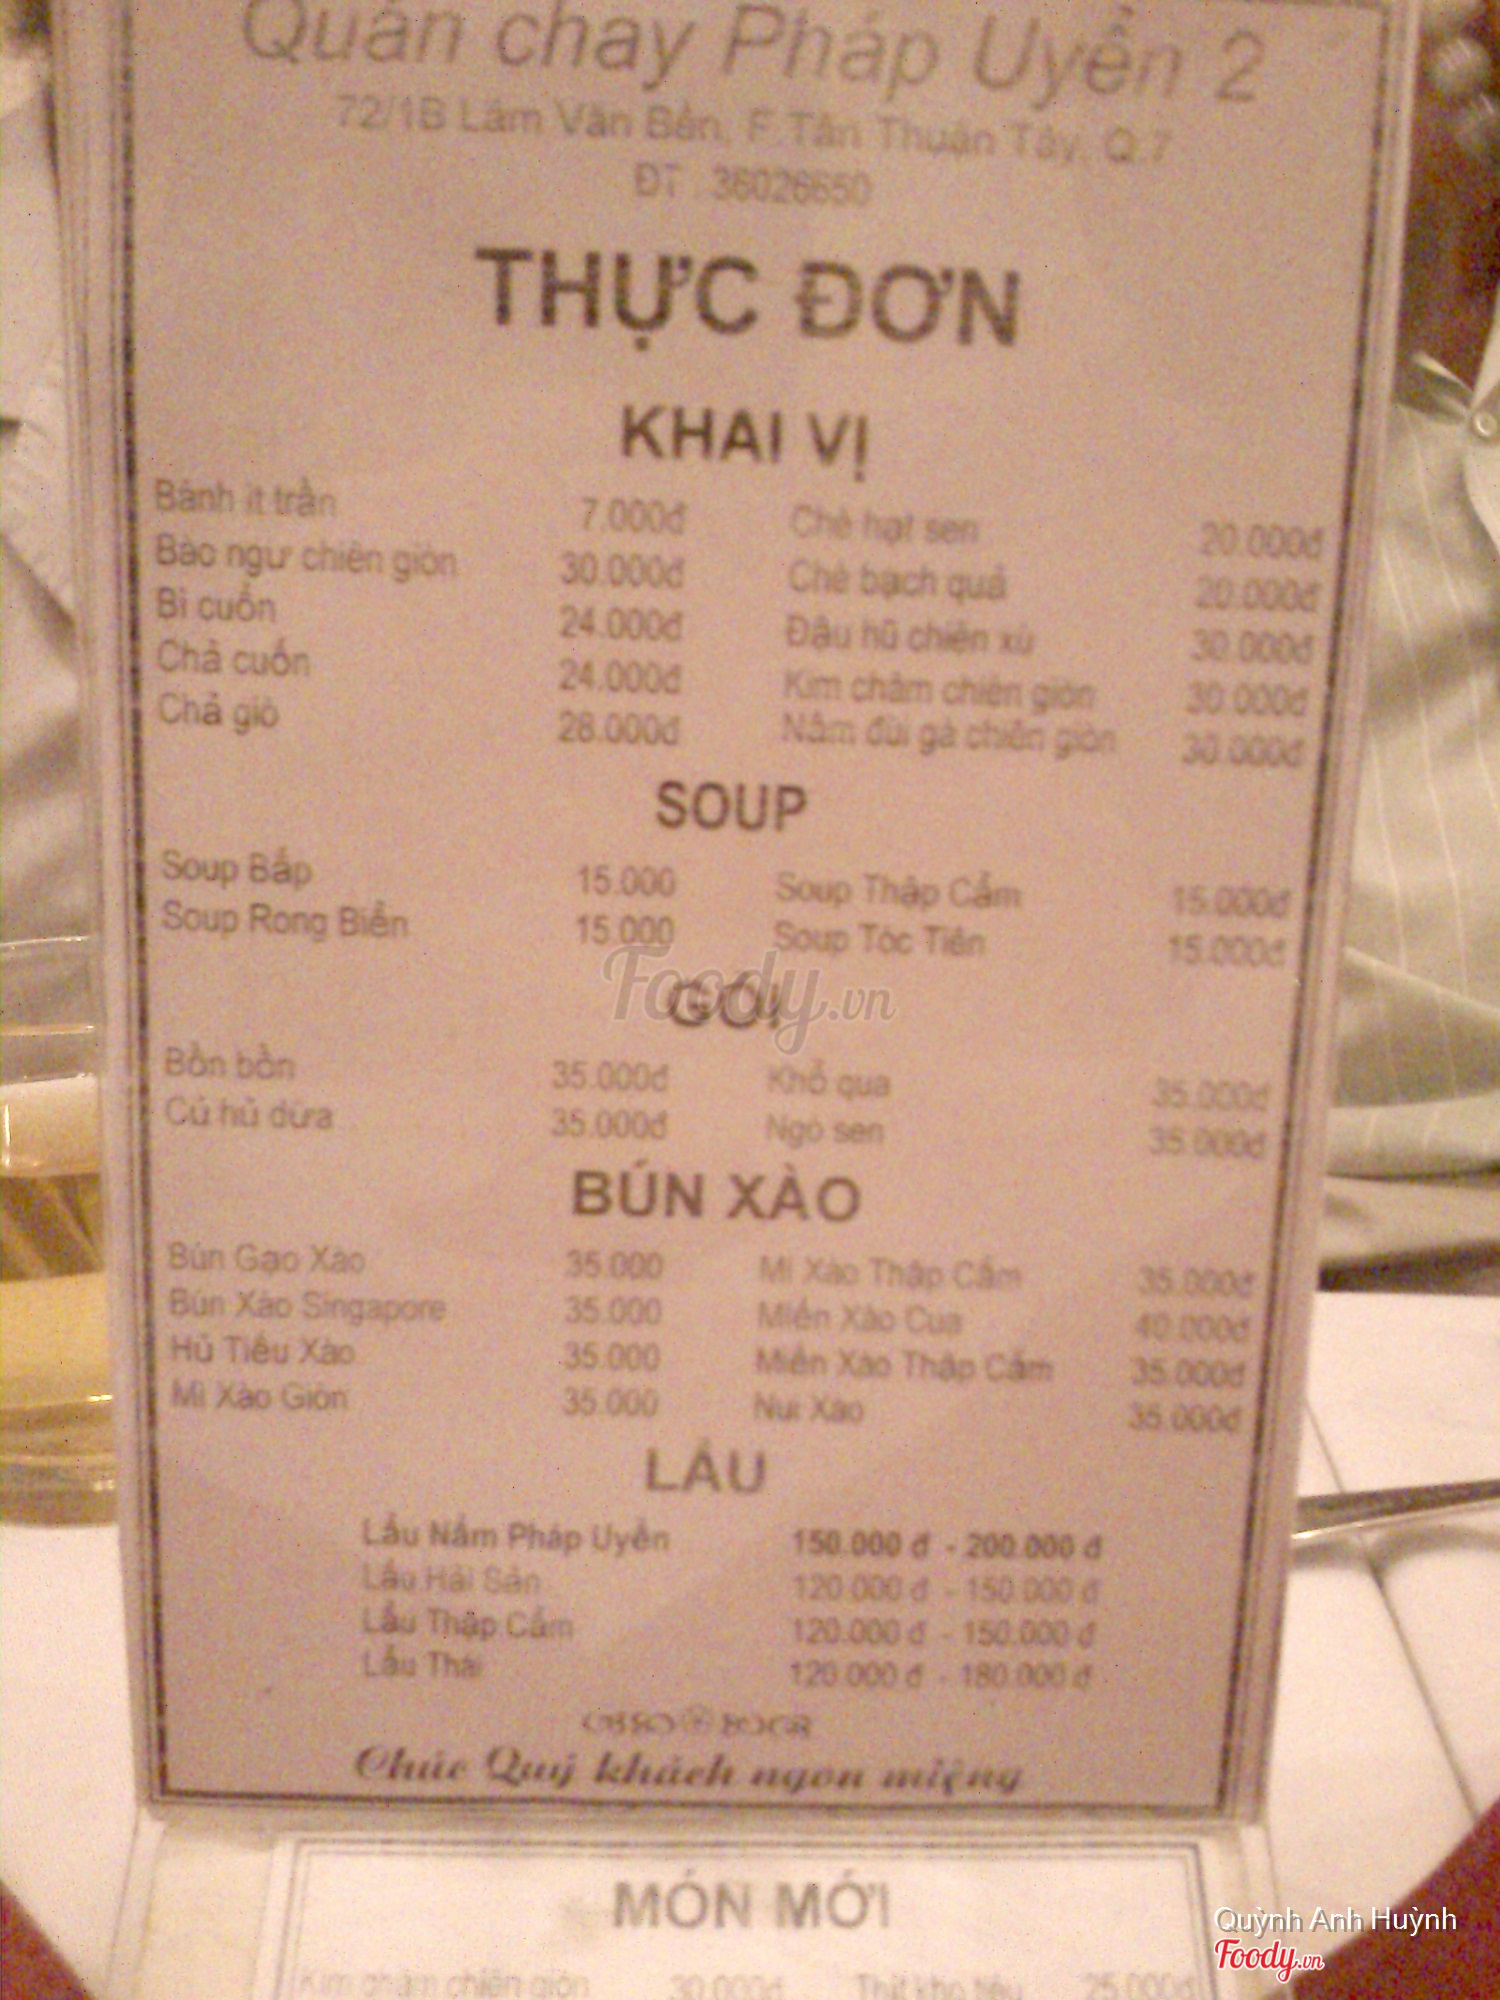 Quán chay Pháp Uyển 2
72/1B Lâm Văn Bền, F.Tân Thuận Tây, Q.7
ĐT : 36026650
THỰC ĐƠN
KHAI VỊ
Bánh ít trần 7.000đ Chè hạt sen 20.000đ
Bào ngư chiên giòn 30.000đ Chè bạch quả 20.000đ
Bì cuốn 24.000đ Đậu hũ chiên xù 30.000đ
Chả cuốn 24.000đ Kim châm chiên giòn 30.000đ
Chả giò 28.000đ Nấm đùi gà chiên giòn 30.000đ
SOUP
Soup Bắp 15.000 Soup Thập Cẩm 15.000đ
Soup Rong Biển 15.000 Soup Tóc Tiên 15.000đ
GỎI
Foody.vn
Bồn bồn 35.000đ Khổ qua 35.000đ
Củ hủ dừa 35.000đ Ngó sen 35.000đ
BÚN XÀO
Bún Gạo Xào 35.000 Mì Xào Thập Cẩm 35.000đ
Bún Xào Singapore 35.000 Miến Xào Cua 40.000đ
Hủ Tiếu Xào 35.000 Miến Xào Thập Cẩm 35.000đ
Mì Xào Giòn 35.000 Nui Xào 35.000đ
LẨU
Lẩu Nấm Pháp Uyển 150.000 đ - 200.000 đ
Lẩu Hải Sản 120.000 đ - 150.000 đ
Lẩu Thập Cẩm 120.000 đ - 150.000 đ
Lẩu Thái 120.000 đ - 180.000 đ
Chúc Quý khách ngon miệng
MÓN MỚI
Kim châm chiên giòn 30.000đ Thịt kho tiêu 25.000đ
Quỳnh Anh Huỳnh
Foody.vn